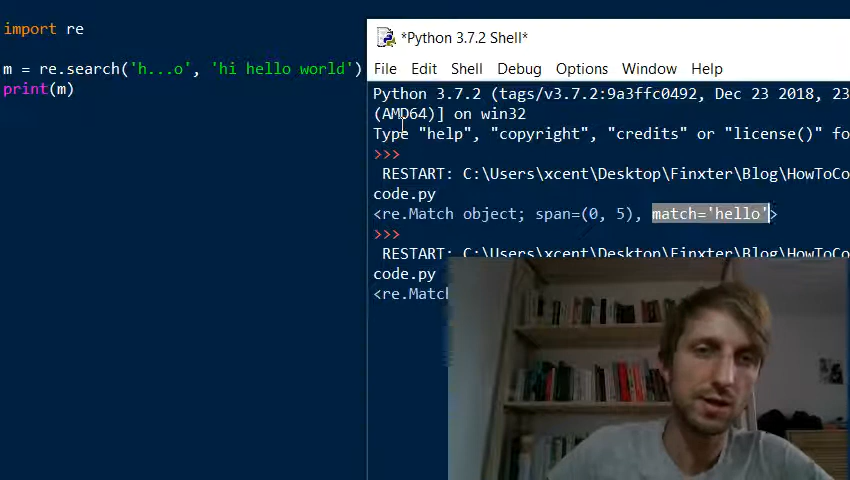 import re
m = re.search('h...o', 'hi hello world')
print(m)
*Python 3.7.2 Shell*
File Edit Shell Debug Options Window Help
Python 3.7.2 (tags/v3.7.2:9a3ffc0492, Dec 23 2018, 23
(AMD64)] on win32
Type "help", "copyright", "credits" or "license()" fo
>>>
RESTART: C:\Users\xcent\Desktop\Finxter\Blog\HowToCo
code.py
<re.Match object; span=(0, 5), match='hello'>
>>>
RESTART: C:\Users\xcent\Desktop\Finxter\Blog\HowToCo
code.py
<re.Match